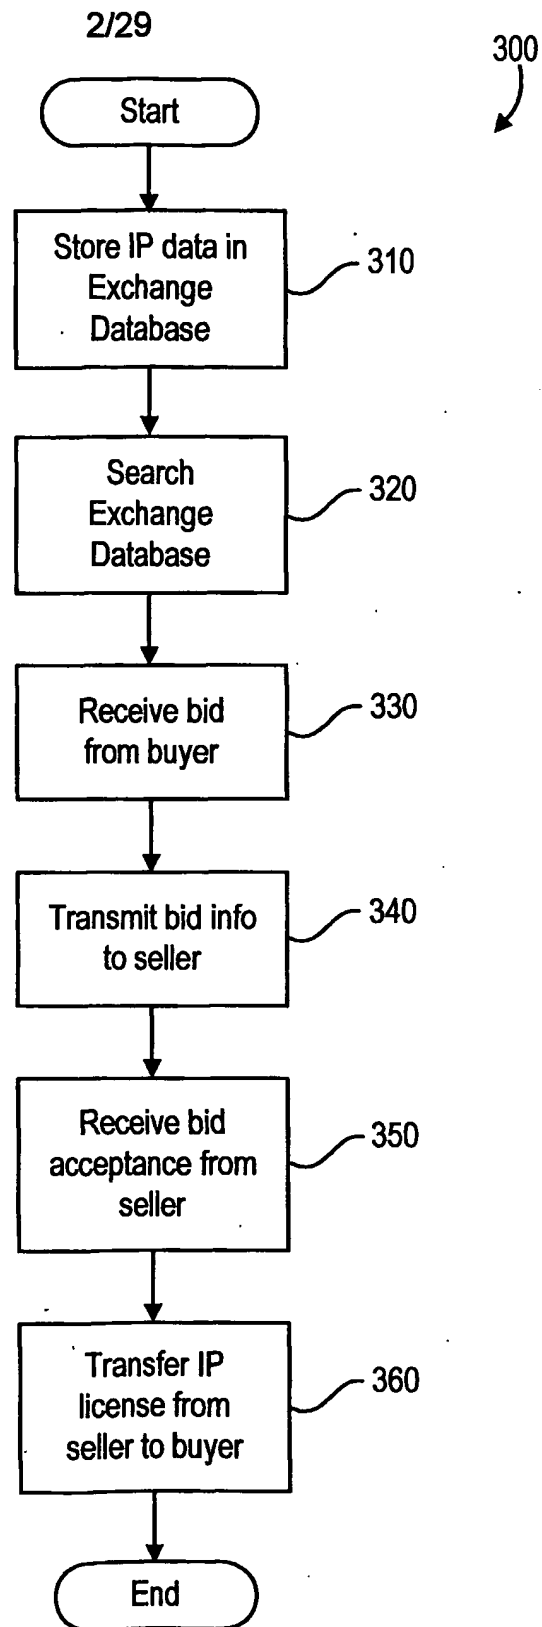 2/29
300
Start
Store IP data in
Exchange
Database
310
Search
Exchange
Database
320
Receive bid
from buyer
330
Transmit bid info
to seller
340
Receive bid
acceptance from
seller
350
Transfer IP
license from
seller to buyer
360
End